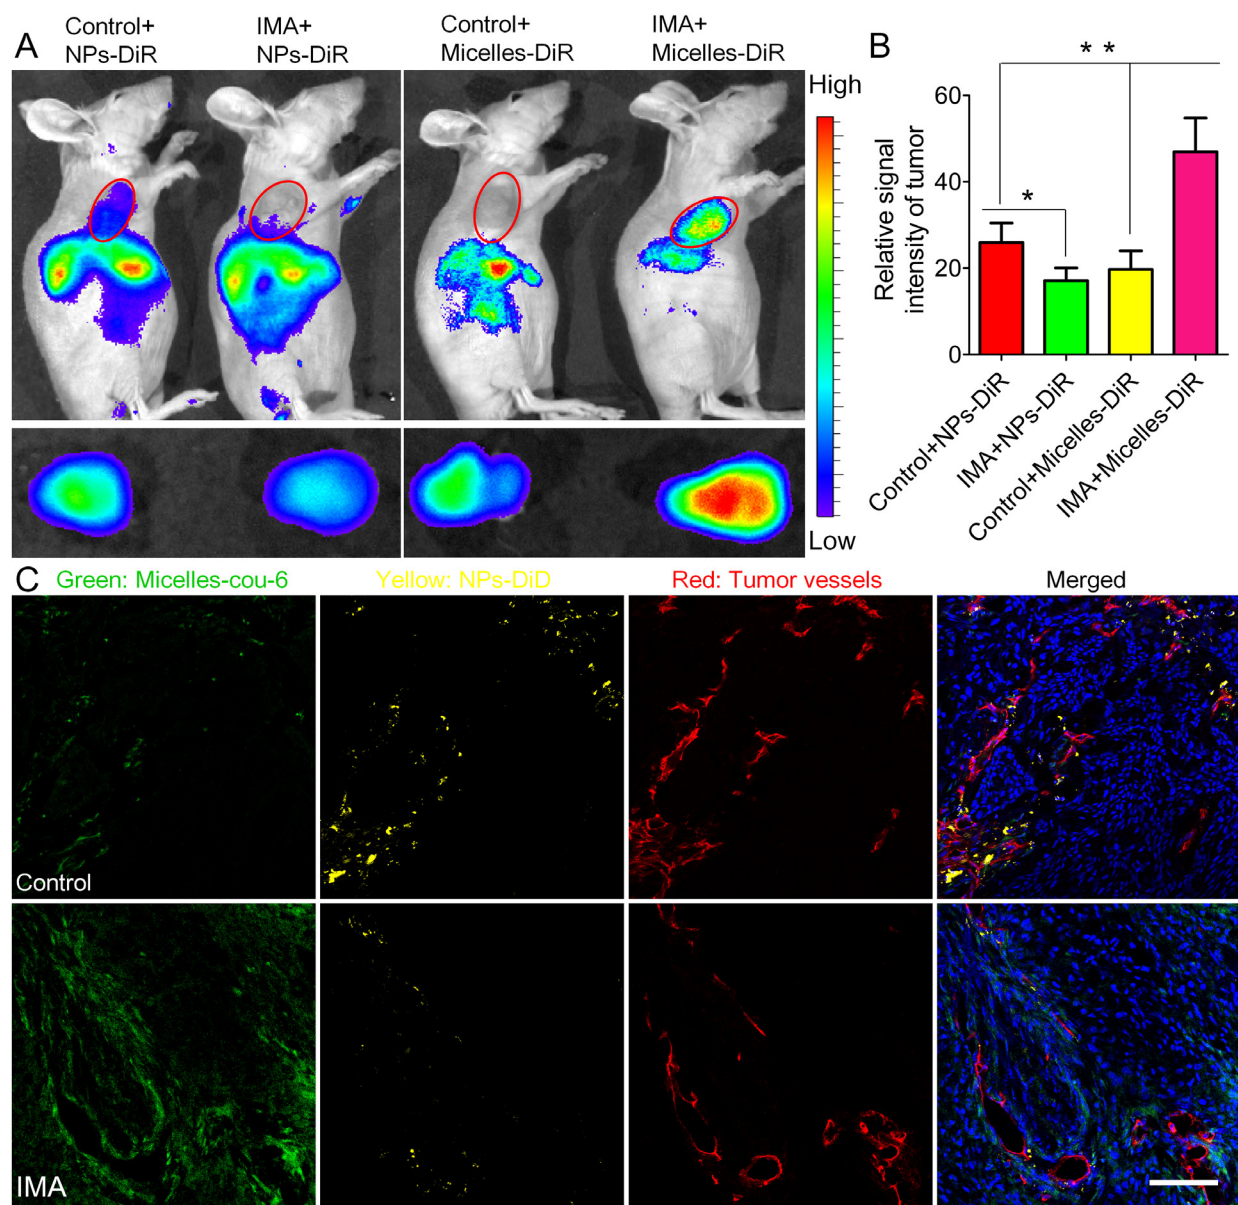 A
Control+
NPs-DiR
IMA+
NPs-DiR
Control+
Micelles-DiR
IMA+
Micelles-DiR
High
Low
B
* *
*
Relative signal
intensity of tumor
60
40
20
0
Control+NPs-DiR
IMA+NPs-DiR
Control+Micelles-DiR
IMA+Micelles-DiR
C
Green: Micelles-cou-6
Yellow: NPs-DiD
Red: Tumor vessels
Merged
Control
IMA